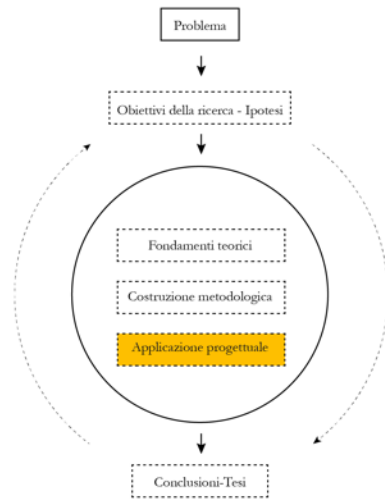 Problema
Obiettivi della ricerca - Ipotesi
Fondamenti teorici
Costruzione metodologica
Applicazione progettuale
Conclusioni-Tesi